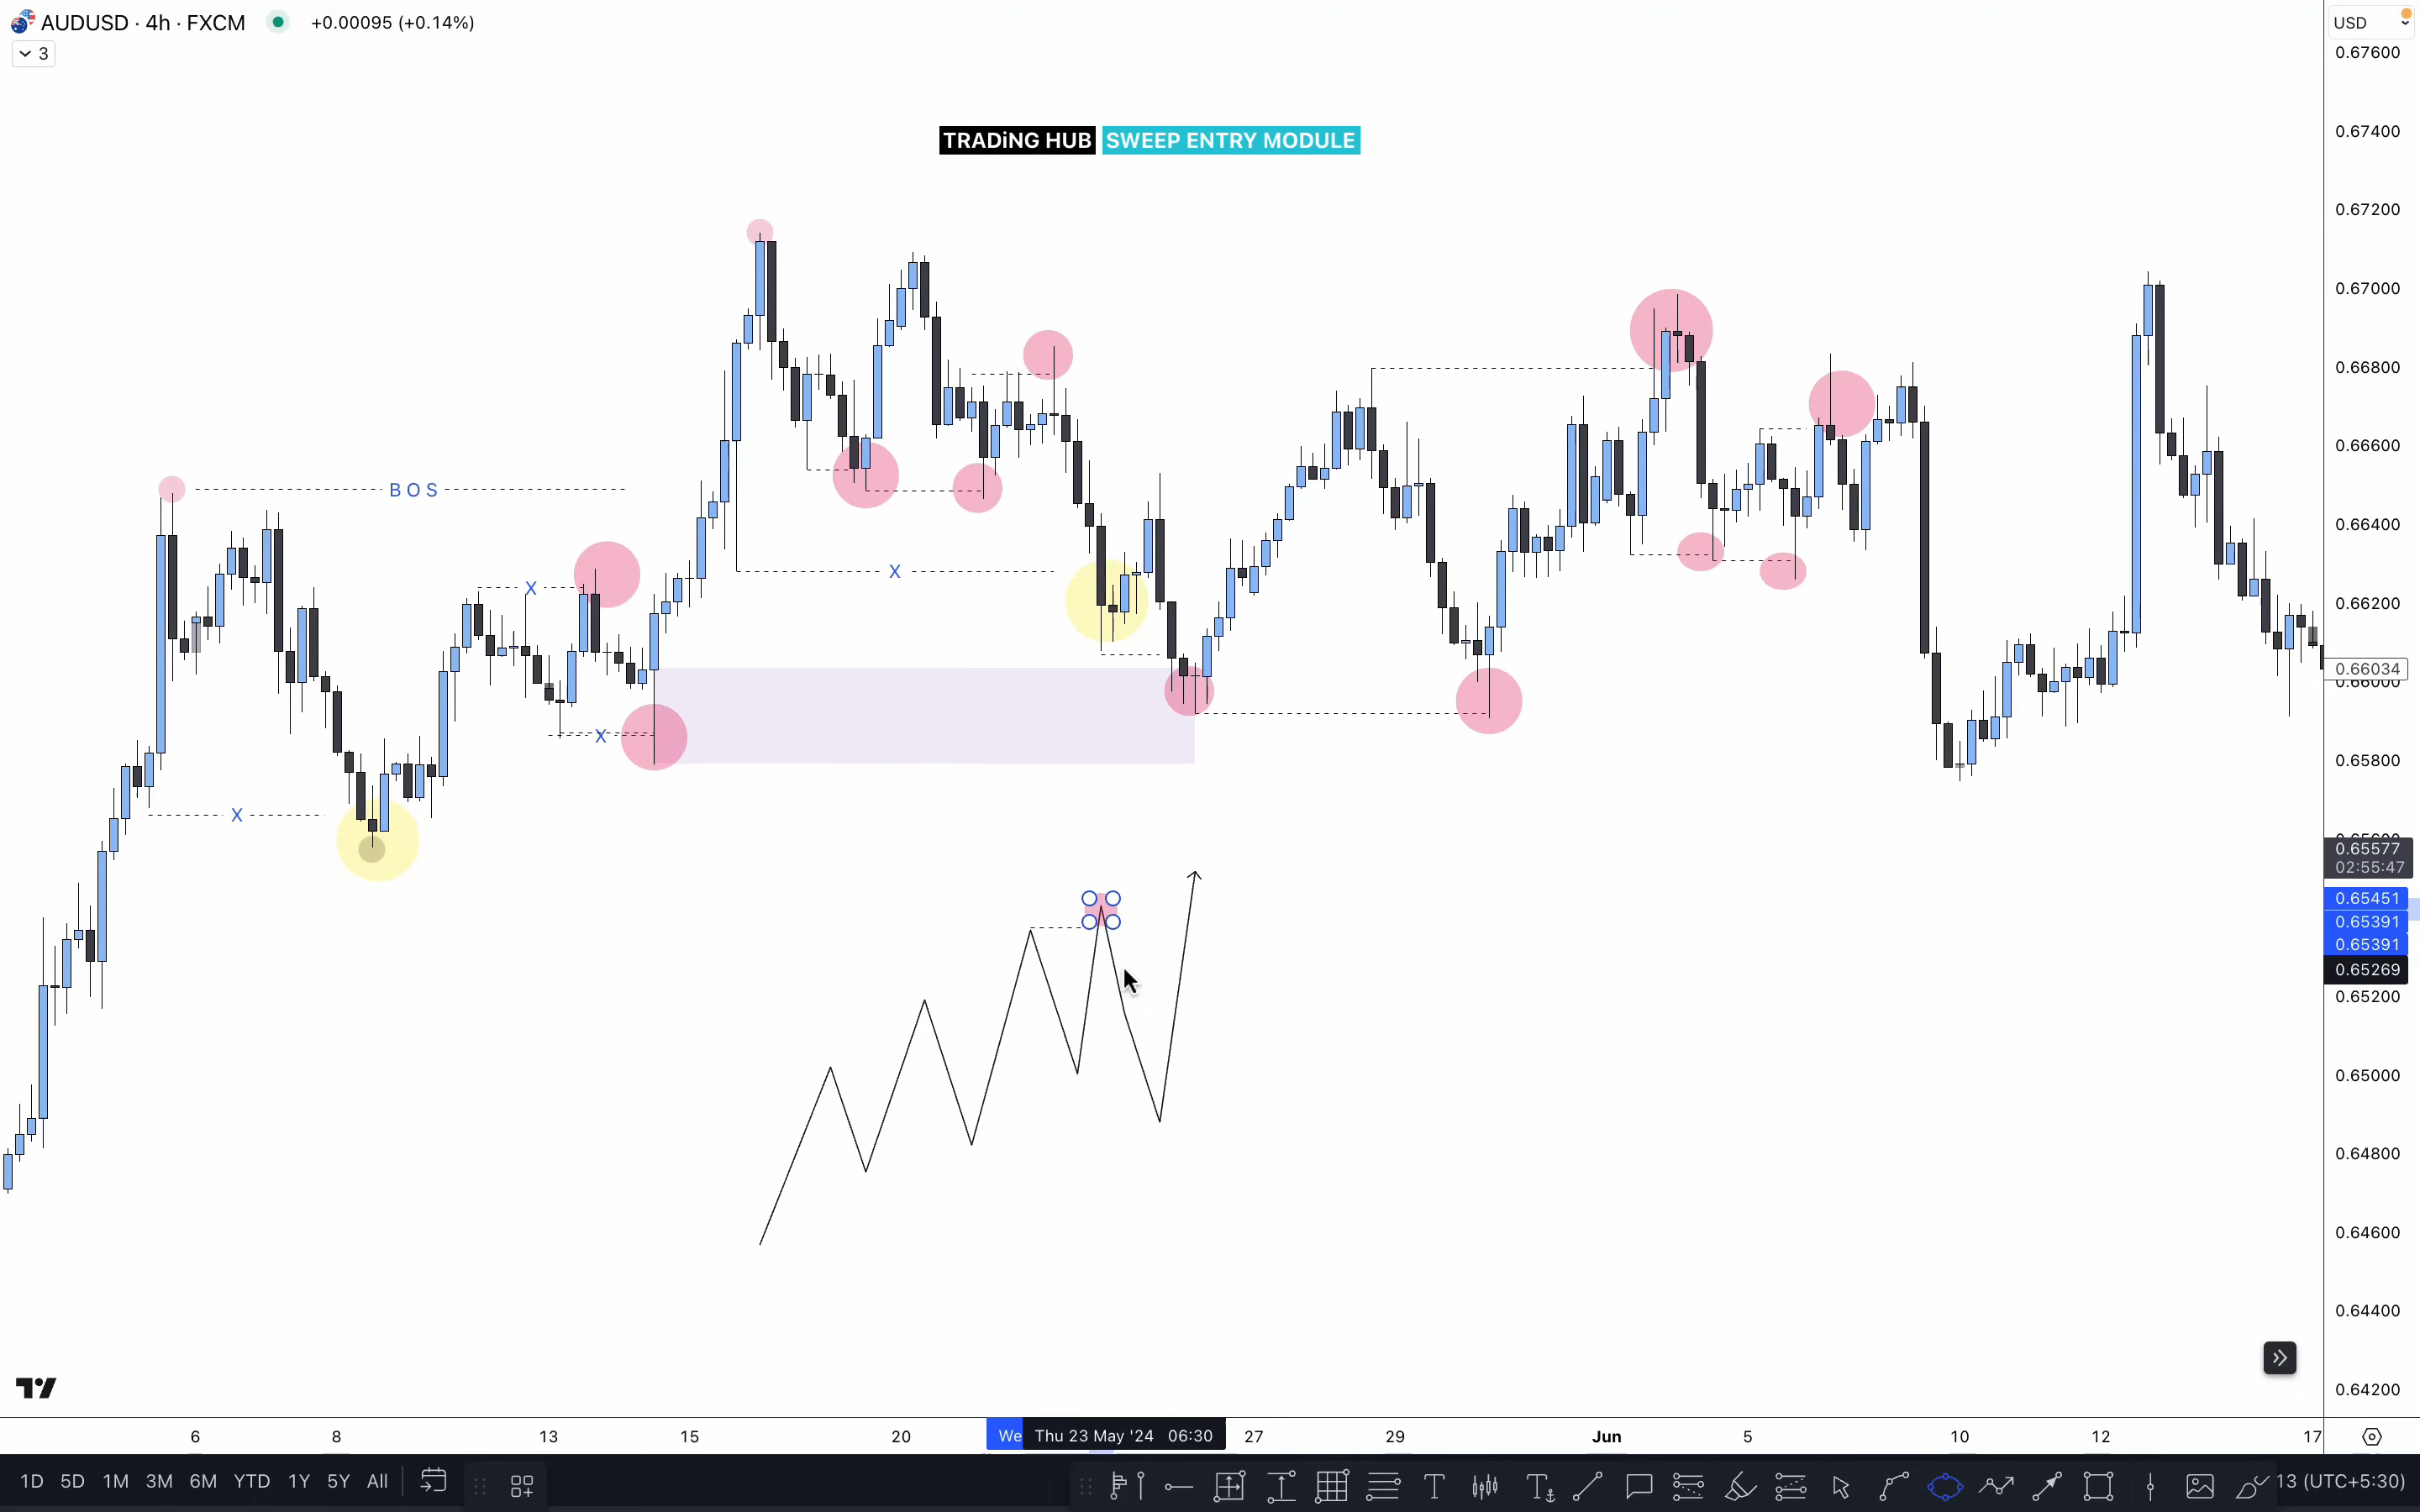 AUDUSD · 4h · FXCM +0.00095 (+0.14%)
3
USD
0.67600
0.67400
TRADiNG HUB SWEEP ENTRY MODULE
0.67200
0.67000
0.66800
0.66600
B O S
0.66400
X
X
0.66200
0.66034
X
0.65800
X
0.65577
02:55:47
0.65451
0.65391
0.65391
0.65269
0.65200
0.65000
0.64800
0.64600
0.64400
0.64200
6 8 13 15 20 We Thu 23 May '24 06:30 27 29 Jun 5 10 12 17
1D 5D 1M 3M 6M YTD 1Y 5Y All 13 (UTC+5:30)